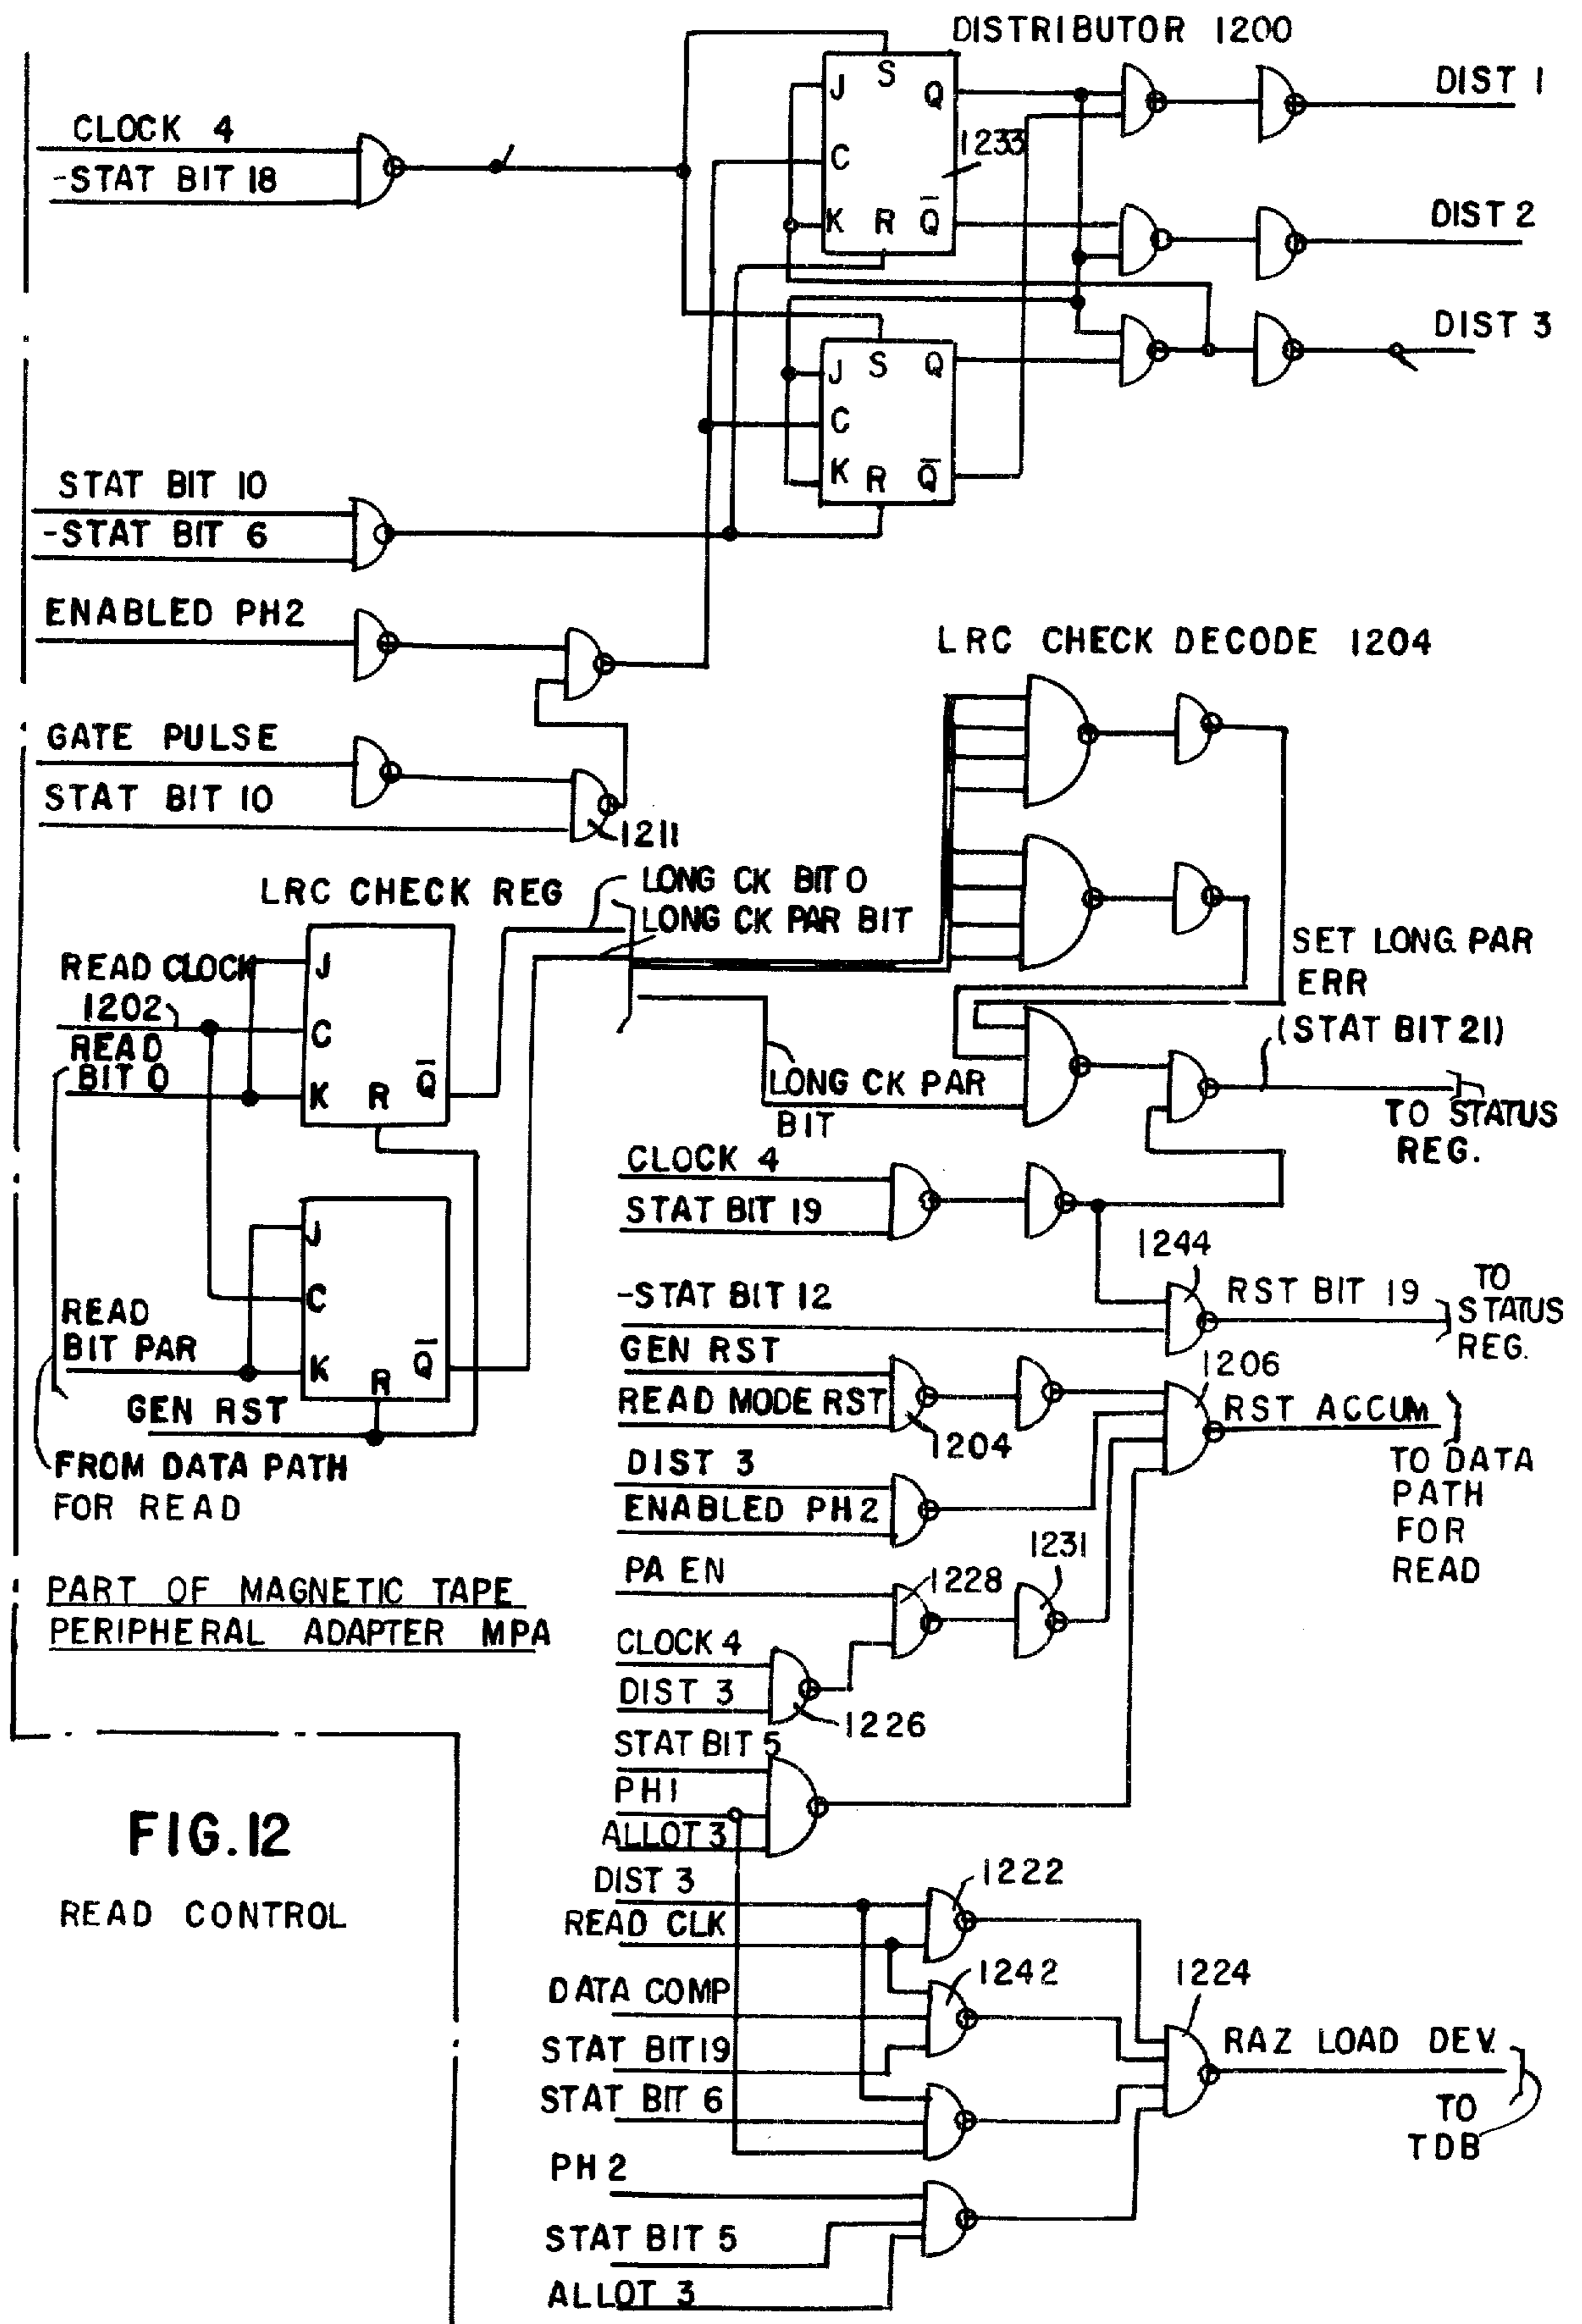 DISTRIBUTOR 1200
CLOCK 4
-STAT BIT 18
J S Q
C
K R Q̅
1233
DIST 1
DIST 2
DIST 3
J S Q
C
K R Q̅
STAT BIT 10
-STAT BIT 6
ENABLED PH2
GATE PULSE
STAT BIT 10
1211
LRC CHECK DECODE 1204
LRC CHECK REG
LONG CK BIT 0
LONG CK PAR BIT
READ CLOCK
1202
READ
BIT 0
J
C
K R Q̅
SET LONG PAR
ERR
(STAT BIT 21)
TO STATUS
REG.
LONG CK PAR
BIT
CLOCK 4
STAT BIT 19
J
C
K R Q̅
READ
BIT PAR
GEN RST
FROM DATA PATH
FOR READ
1244
-STAT BIT 12
RST BIT 19
TO
STATUS
REG.
GEN RST
READ MODE RST
1204
1206
RST ACCUM
TO DATA
PATH
FOR
READ
DIST 3
ENABLED PH2
PA EN
1228
1231
CLOCK 4
DIST 3
1226
PART OF MAGNETIC TAPE
PERIPHERAL ADAPTER MPA
STAT BIT 5
PH1
ALLOT 3
FIG.12
READ CONTROL
DIST 3
READ CLK
1222
DATA COMP
1242
STAT BIT 19
STAT BIT 6
1224
RAZ LOAD DEV.
TO
TDB
PH 2
STAT BIT 5
ALLOT 3